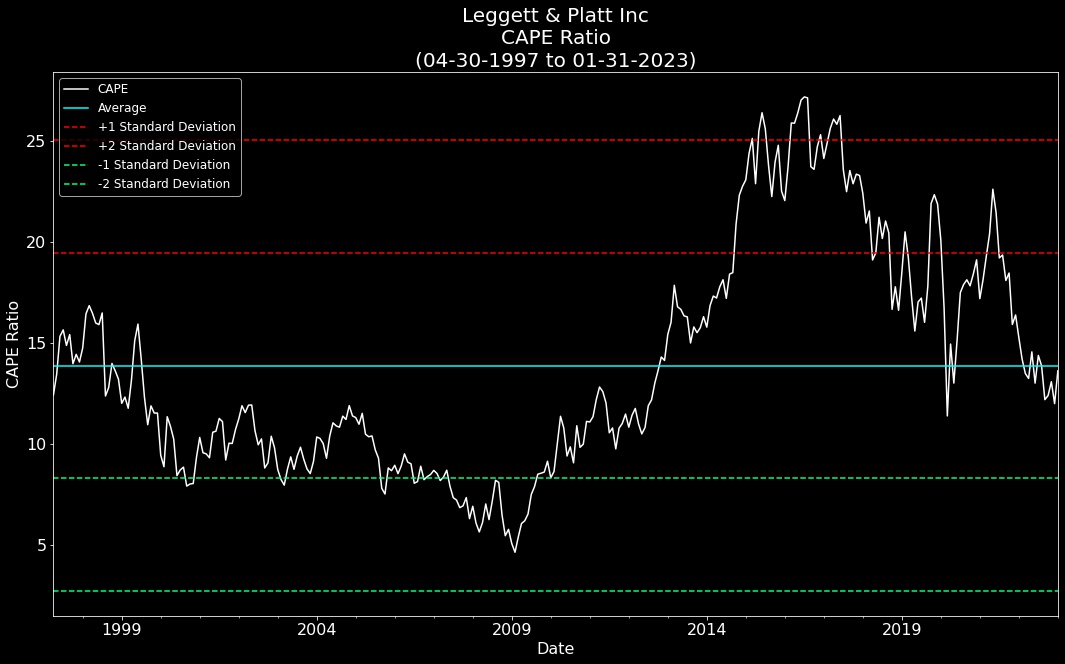 Leggett & Platt Inc
CAPE Ratio
(04-30-1997 to 01-31-2023)
CAPE
Average
+1 Standard Deviation
+2 Standard Deviation
-1 Standard Deviation
-2 Standard Deviation
25
20
15
10
5
CAPE Ratio
1999 2004 2009 2014 2019
Date